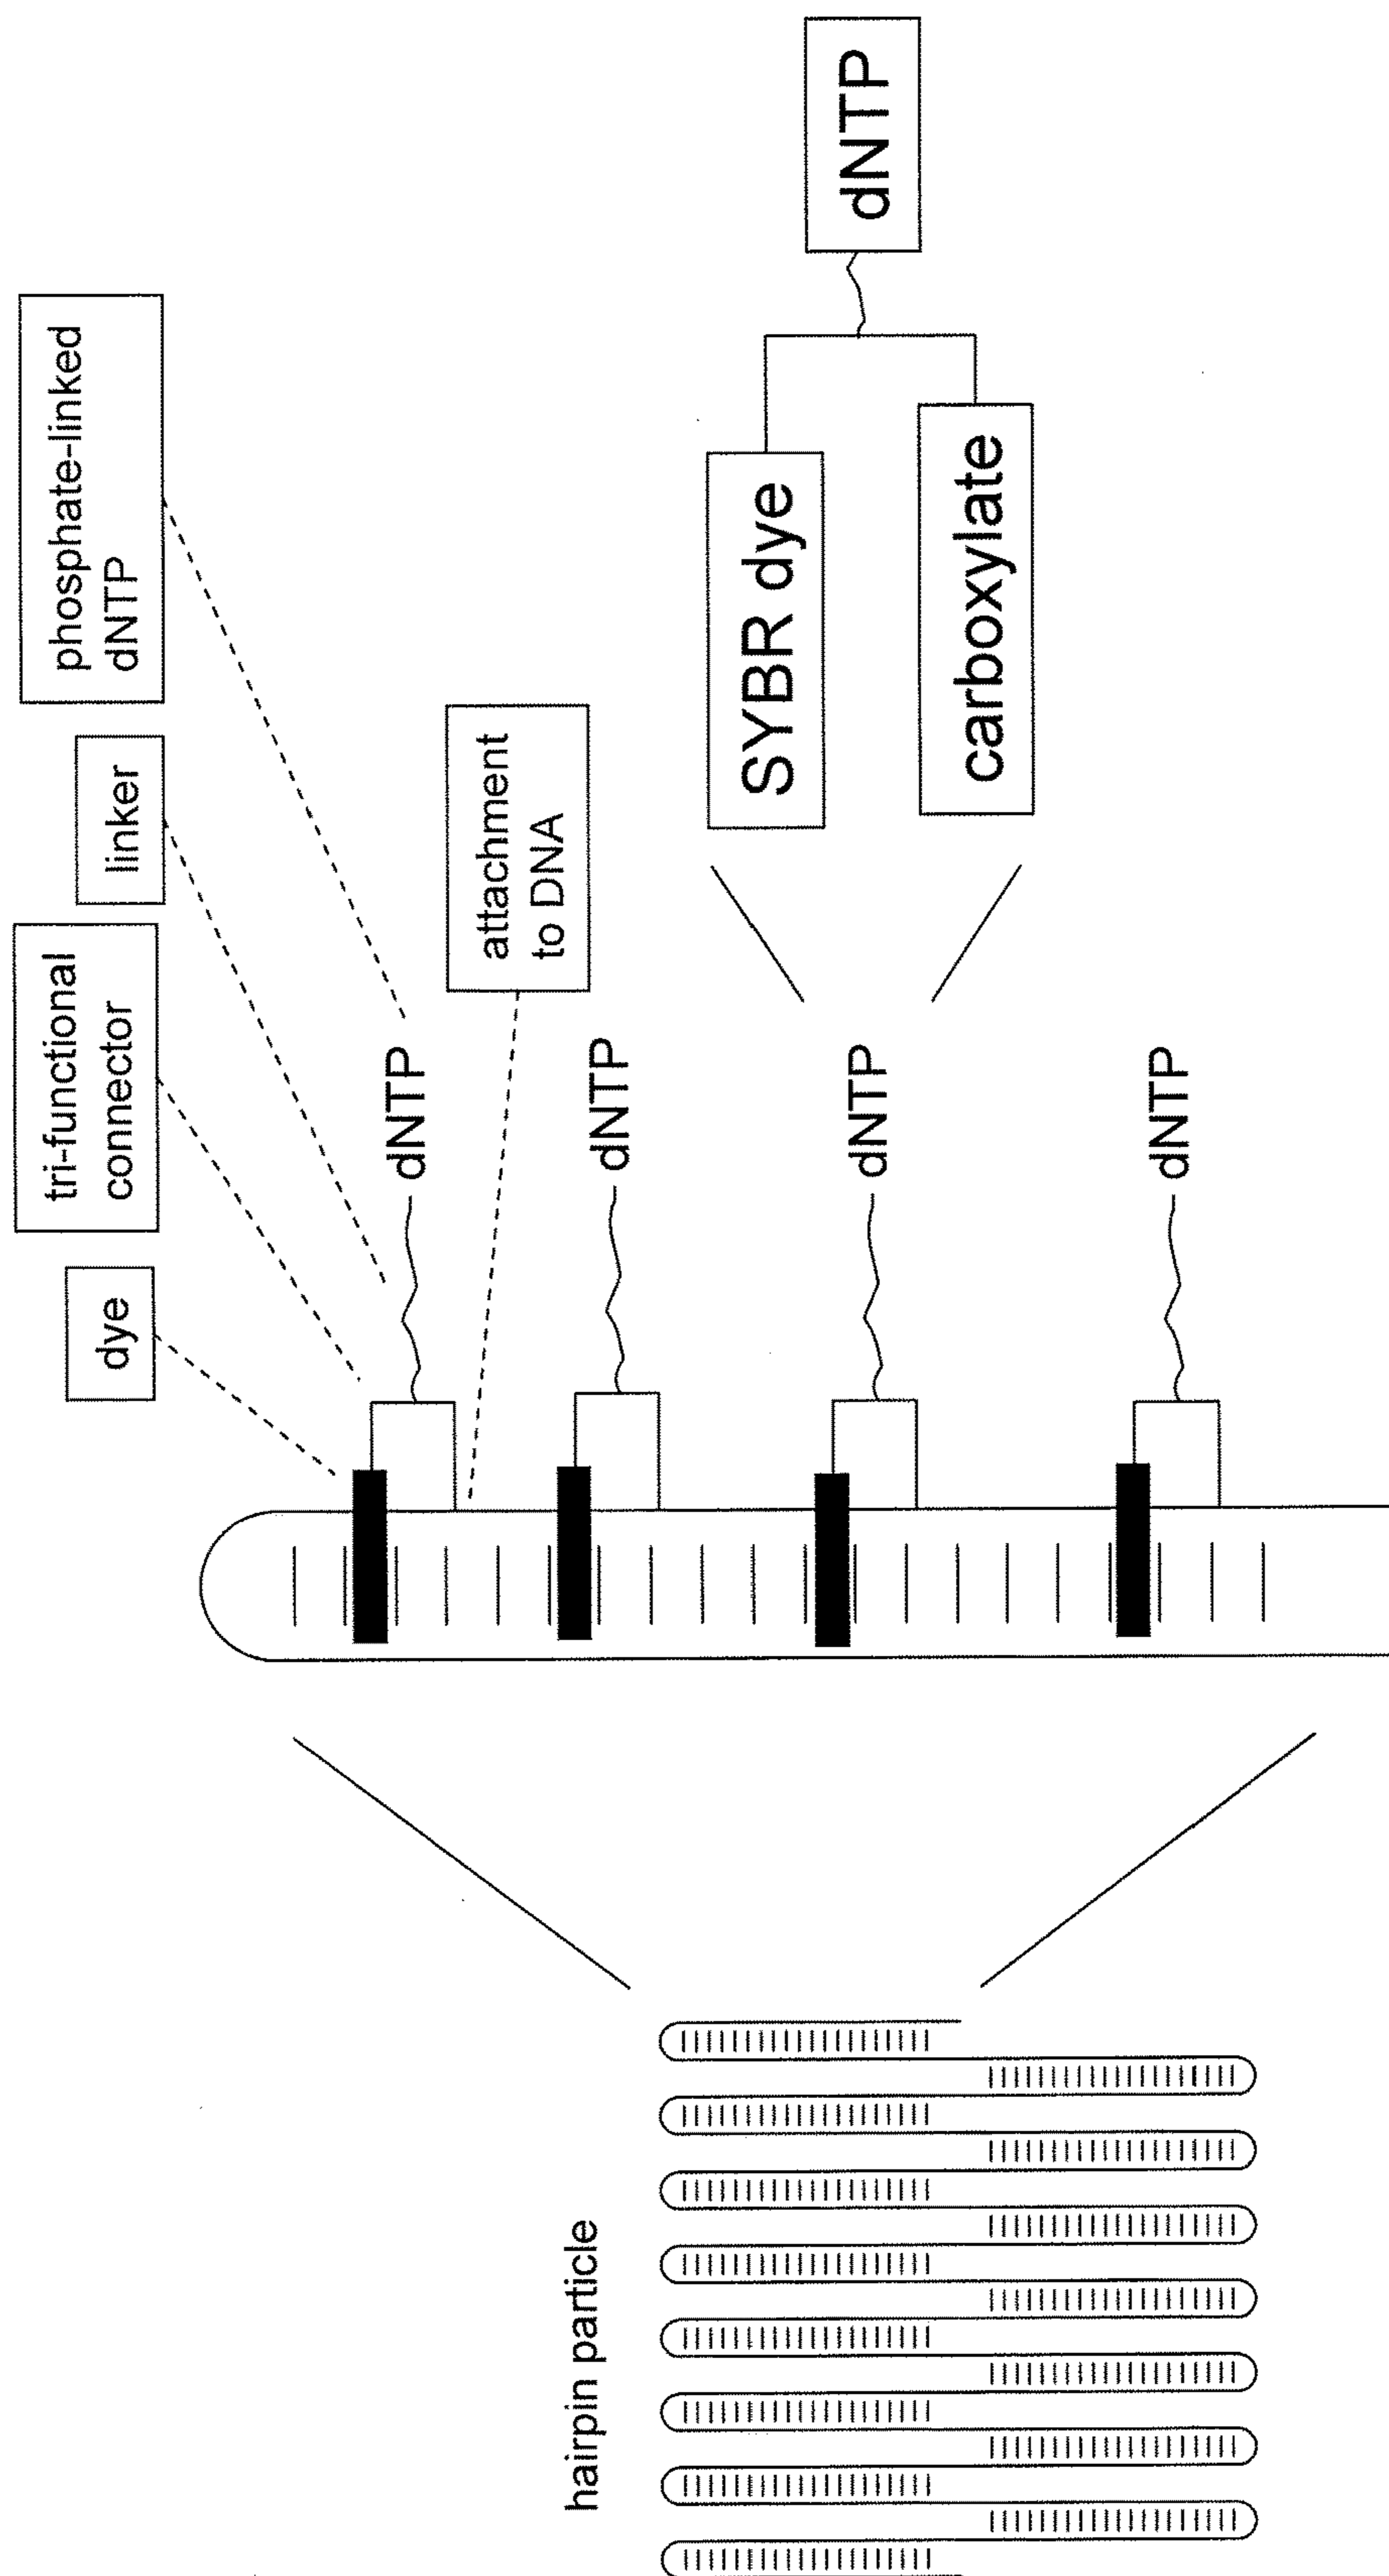 hairpin particle
dye
tri-functional
connector
linker
phosphate-linked
dNTP
attachment
to DNA
dNTP
dNTP
dNTP
dNTP
SYBR dye
carboxylate
dNTP